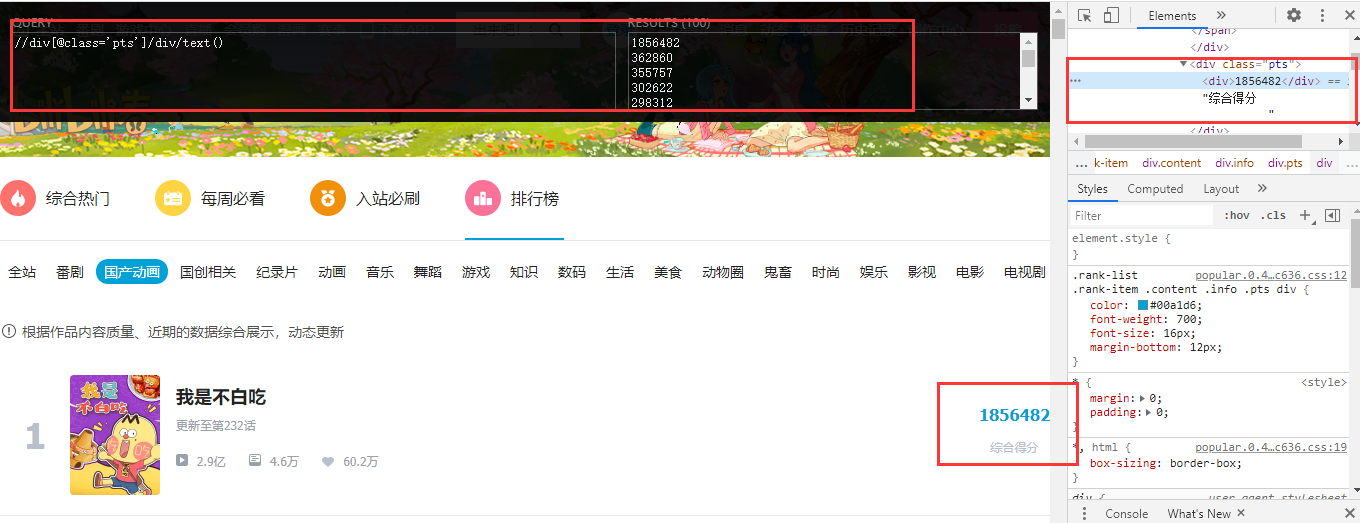 QUERY
RESULTS (100)
//div[@class='pts']/div/text()
1856482
362860
355757
302622
298312
综合热门
每周必看
入站必刷
排行榜
全站 番剧 国产动画 国创相关 纪录片 动画 音乐 舞蹈 游戏 知识 数码 生活 美食 动物圈 鬼畜 时尚 娱乐 影视 电影 电视剧
根据作品内容质量、近期的数据综合展示，动态更新
1
我是不白吃
更新至第232话
2.9亿 4.6万 60.2万
1856482
综合得分
我是
不白吃
Elements
</span>
</div>
<div class="pts">
<div>1856482</div> ==
"综合得分
"
</div>
… k-item div.content div.info div.pts div …
Styles Computed Layout
Filter :hov .cls
element.style {
}
.rank-list popular.0.4…c636.css:12
.rank-item .content .info .pts div {
color: #00a1d6;
font-weight: 700;
font-size: 16px;
margin-bottom: 12px;
}
* { <style>
margin: 0;
padding: 0;
}
*, html { popular.0.4…c636.css:19
box-sizing: border-box;
}
div { user agent stylesheet
Console What's New